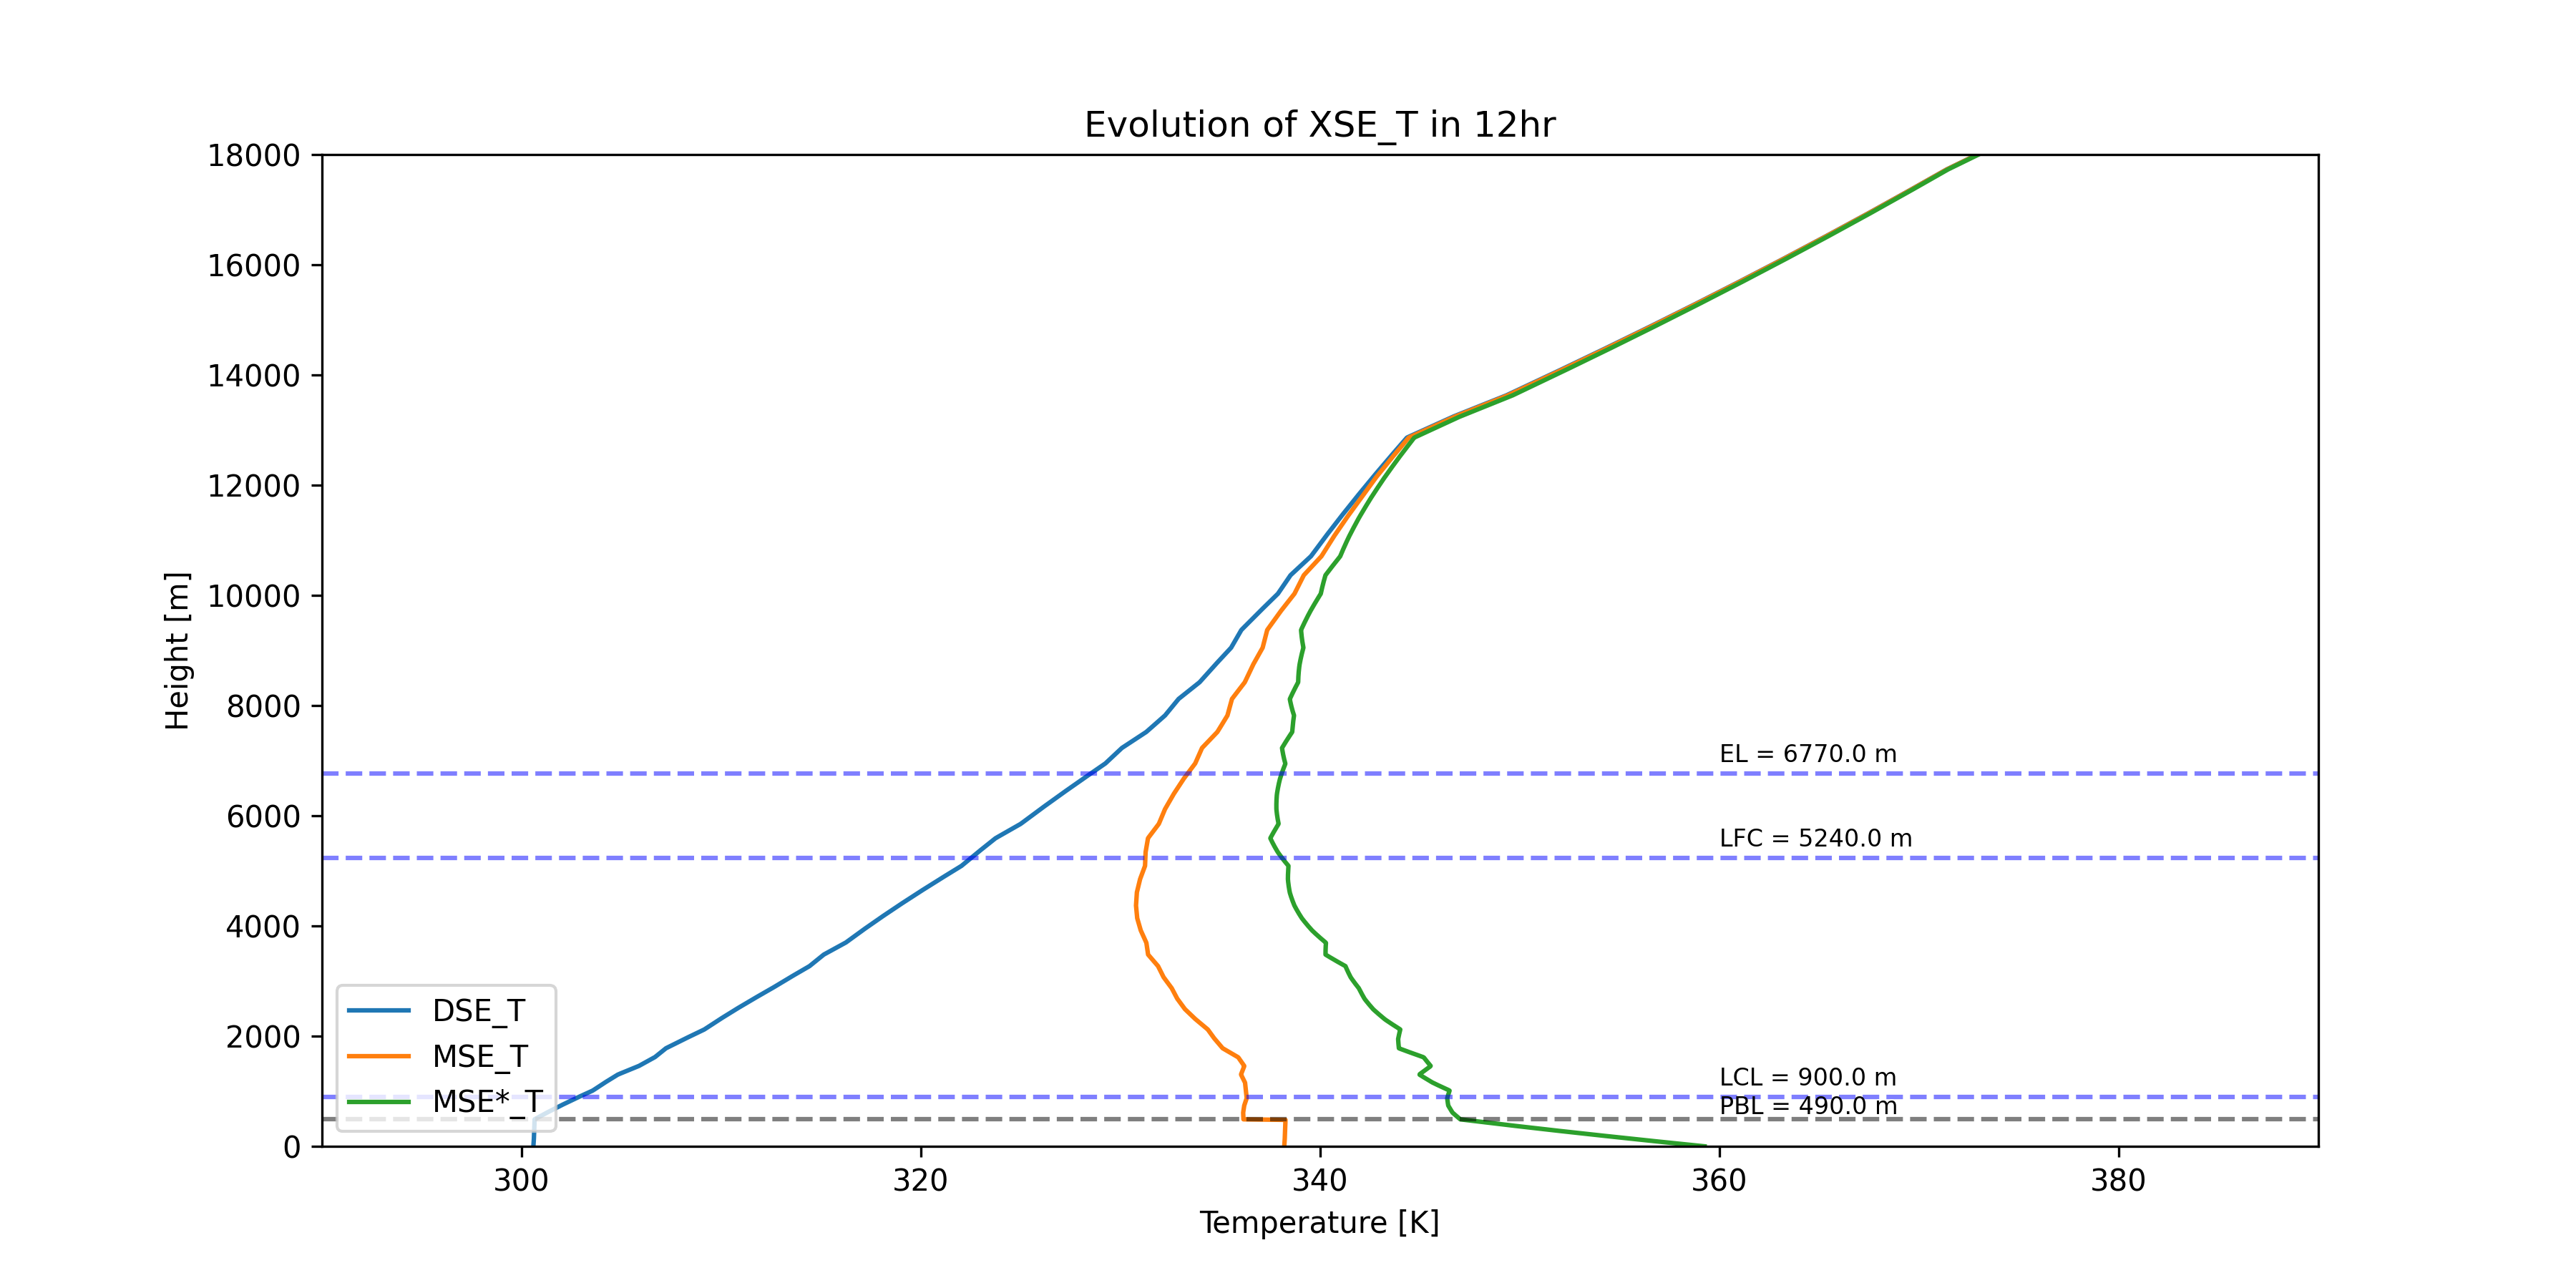 Evolution of XSE_T in 12hr
18000
16000
14000
12000
10000
8000
6000
4000
2000
0
Height [m]
EL = 6770.0 m
LFC = 5240.0 m
LCL = 900.0 m
PBL = 490.0 m
DSE_T
MSE_T
MSE*_T
300 320 340 360 380
Temperature [K]